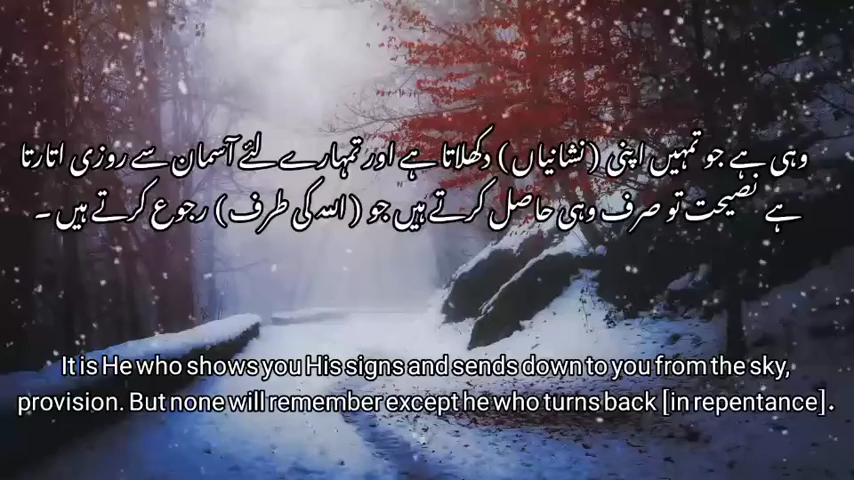 وہی ہے جو تمہیں اپنی (نشانیاں) دکھلاتا ہے اور تمہارے لئے آسمان سے روزی اتارتا
ہے نصیحت تو صرف وہی حاصل کرتے ہیں جو (اللہ کی طرف) رجوع کرتے ہیں ۔
It is He who shows you His signs and sends down to you from the sky,
provision. But none will remember except he who turns back [in repentance].